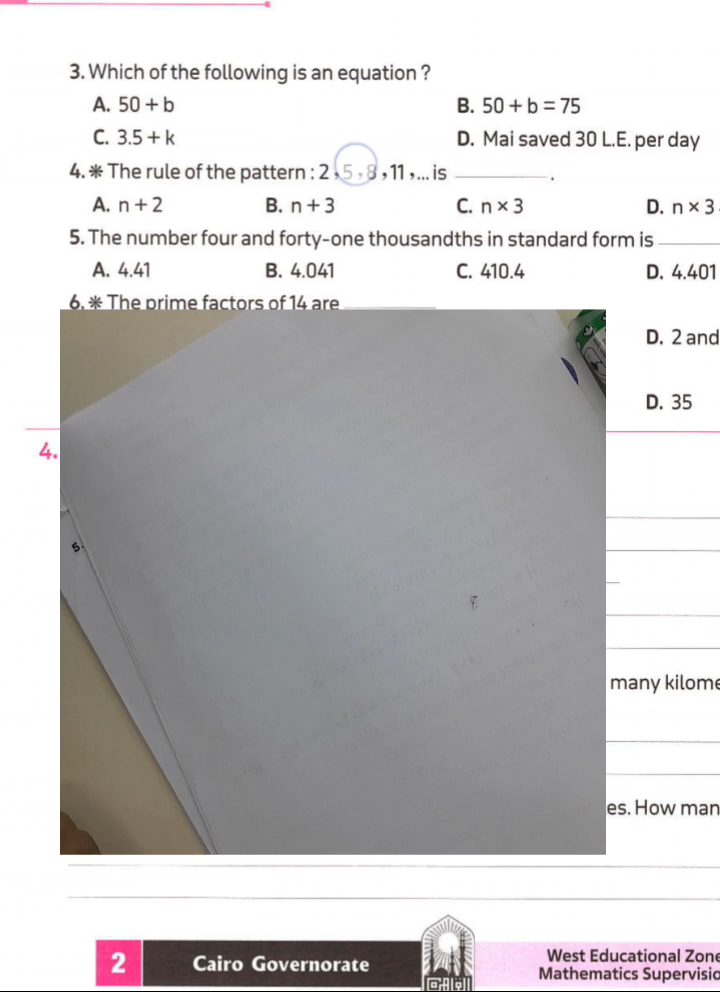 3. Which of the following is an equation ?
A. 50 + b B. 50 + b = 75
C. 3.5 + k D. Mai saved 30 L.E. per day
4. * The rule of the pattern : 2 , 5 , 8 , 11 , ... is ________ .
A. n + 2 B. n + 3 C. n × 3 D. n × 3
5. The number four and forty-one thousandths in standard form is ________
A. 4.41 B. 4.041 C. 410.4 D. 4.401
6. * The prime factors of 14 are ________
D. 2 and
D. 35
4.
5.
many kilome
es. How man
2 Cairo Governorate
West Educational Zone
Mathematics Supervisio